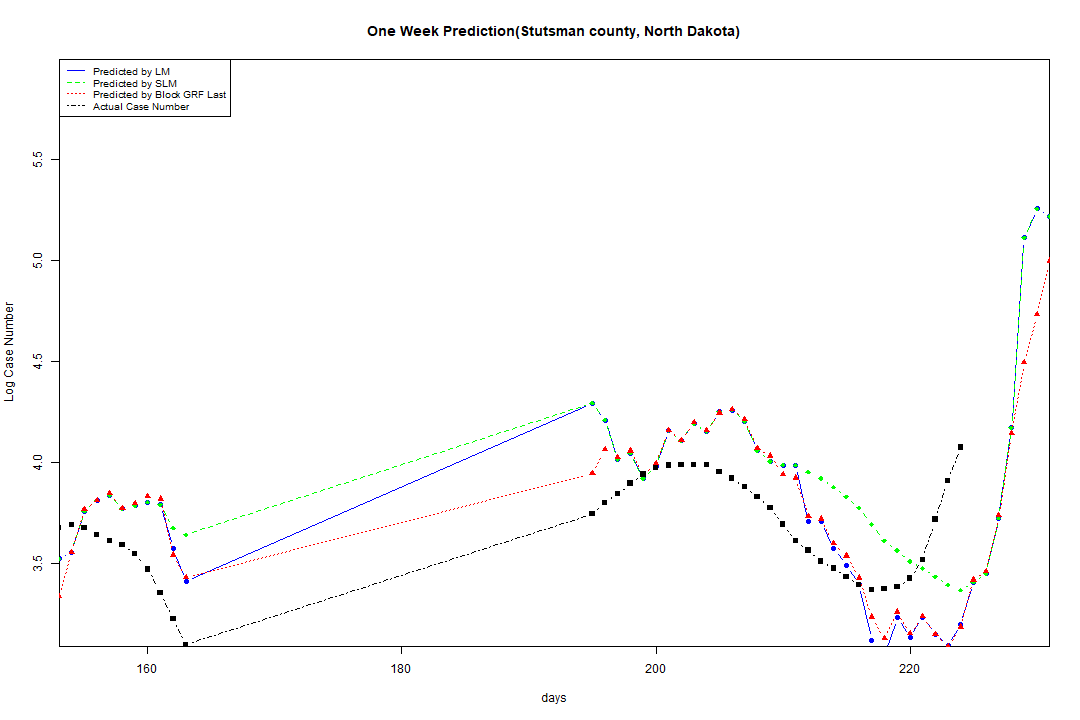 One Week Prediction(Stutsman county, North Dakota)
Predicted by LM
Predicted by SLM
Predicted by Block GRF Last
Actual Case Number
5.5
5.0
4.5
4.0
3.5
Log Case Number
160 180 200 220
days